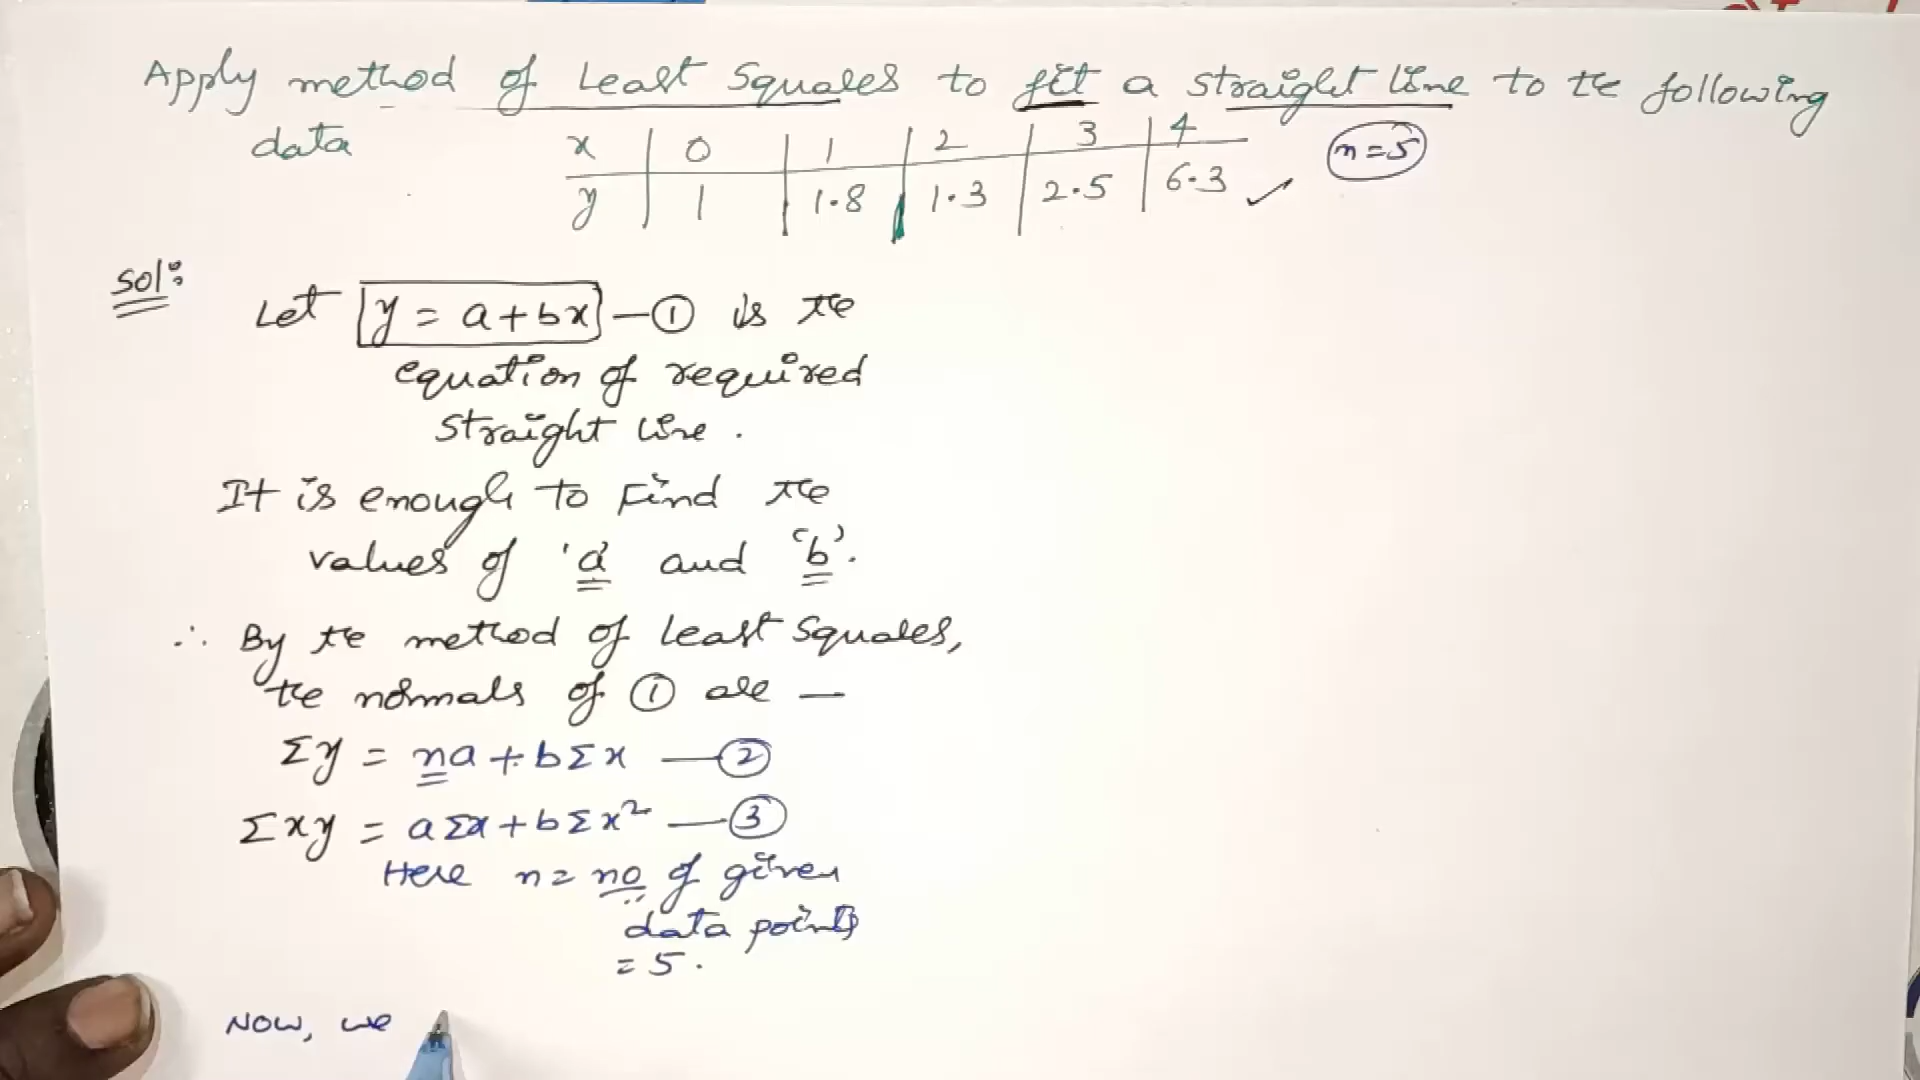 Apply method of Least Squares to fit a straight line to the following
data
x 0 1 2 3 4
y 1 1.8 1.3 2.5 6.3 ✓
n = 5
Sol:
Let y = a + bx — ① is the
equation of required
straight line.
It is enough to find the
values of 'a' and 'b'.
∴ By the method of least squares,
the normals of ① are —
Σy = na + bΣx — ②
Σxy = aΣx + bΣx² — ③
Here n = no of given
data points
= 5.
Now, we